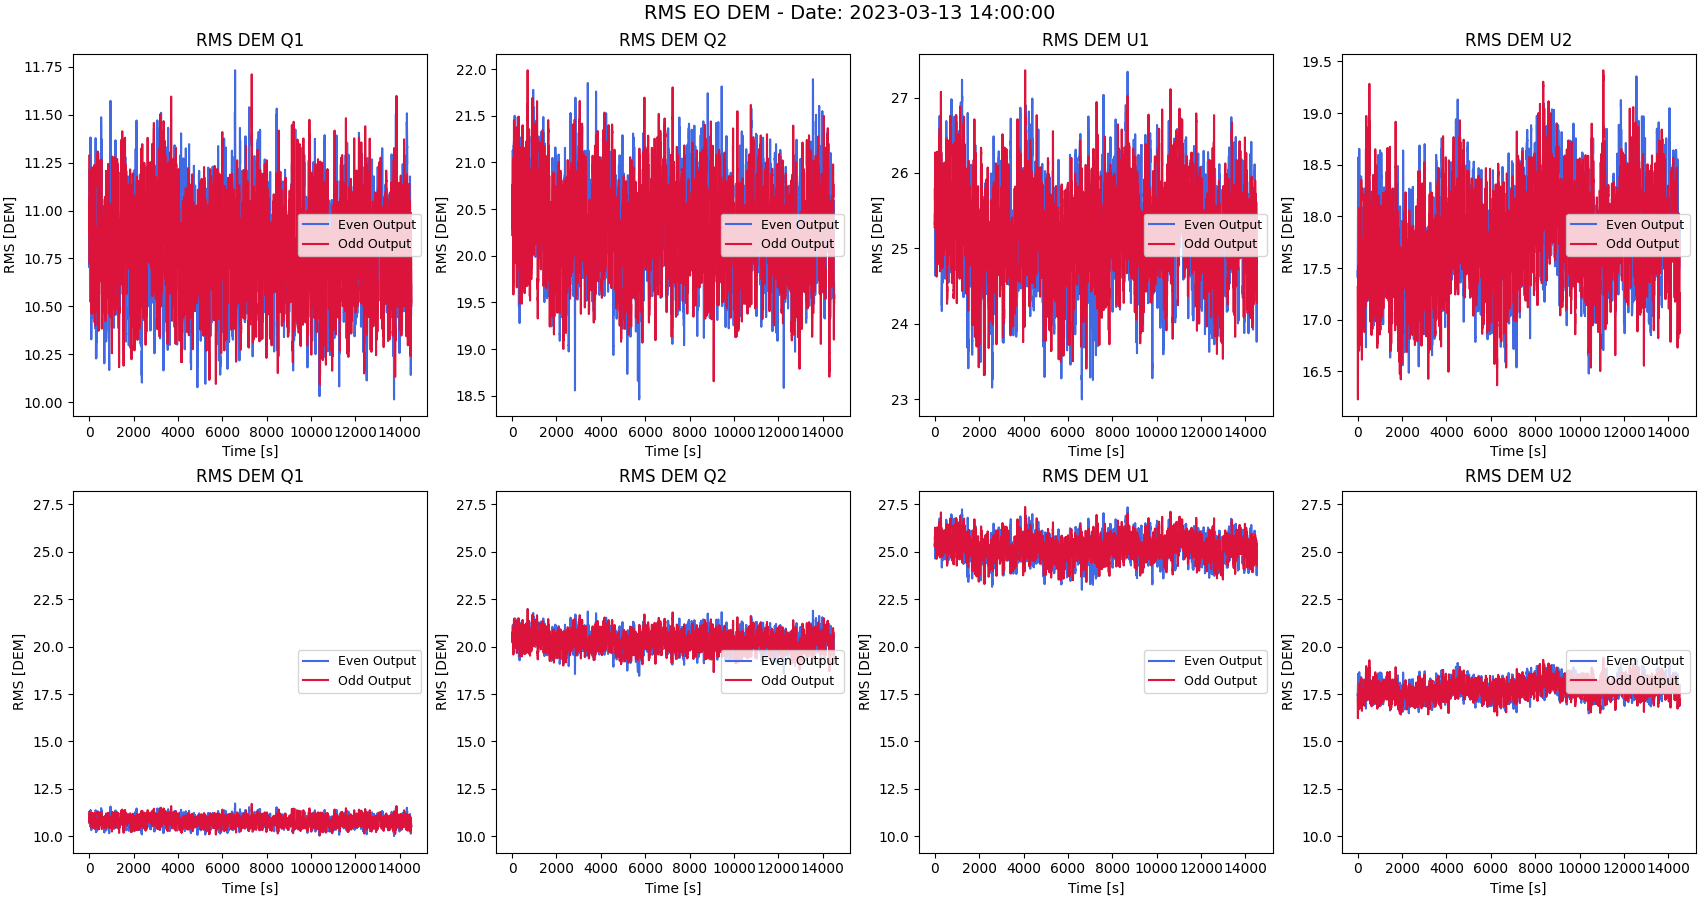 RMS EO DEM - Date: 2023-03-13 14:00:00
RMS DEM Q1
RMS [DEM]
11.75
11.50
11.25
11.00
10.75
10.50
10.25
10.00
Even Output
Odd Output
0 2000 4000 6000 8000 10000 12000 14000
Time [s]
RMS DEM Q2
RMS [DEM]
22.0
21.5
21.0
20.5
20.0
19.5
19.0
18.5
Even Output
Odd Output
0 2000 4000 6000 8000 10000 12000 14000
Time [s]
RMS DEM U1
RMS [DEM]
27
26
25
24
23
Even Output
Odd Output
0 2000 4000 6000 8000 10000 12000 14000
Time [s]
RMS DEM U2
RMS [DEM]
19.5
19.0
18.5
18.0
17.5
17.0
16.5
Even Output
Odd Output
0 2000 4000 6000 8000 10000 12000 14000
Time [s]
RMS DEM Q1
RMS [DEM]
27.5
25.0
22.5
20.0
17.5
15.0
12.5
10.0
Even Output
Odd Output
0 2000 4000 6000 8000 10000 12000 14000
Time [s]
RMS DEM Q2
RMS [DEM]
27.5
25.0
22.5
20.0
17.5
15.0
12.5
10.0
Even Output
Odd Output
0 2000 4000 6000 8000 10000 12000 14000
Time [s]
RMS DEM U1
RMS [DEM]
27.5
25.0
22.5
20.0
17.5
15.0
12.5
10.0
Even Output
Odd Output
0 2000 4000 6000 8000 10000 12000 14000
Time [s]
RMS DEM U2
RMS [DEM]
27.5
25.0
22.5
20.0
17.5
15.0
12.5
10.0
Even Output
Odd Output
0 2000 4000 6000 8000 10000 12000 14000
Time [s]